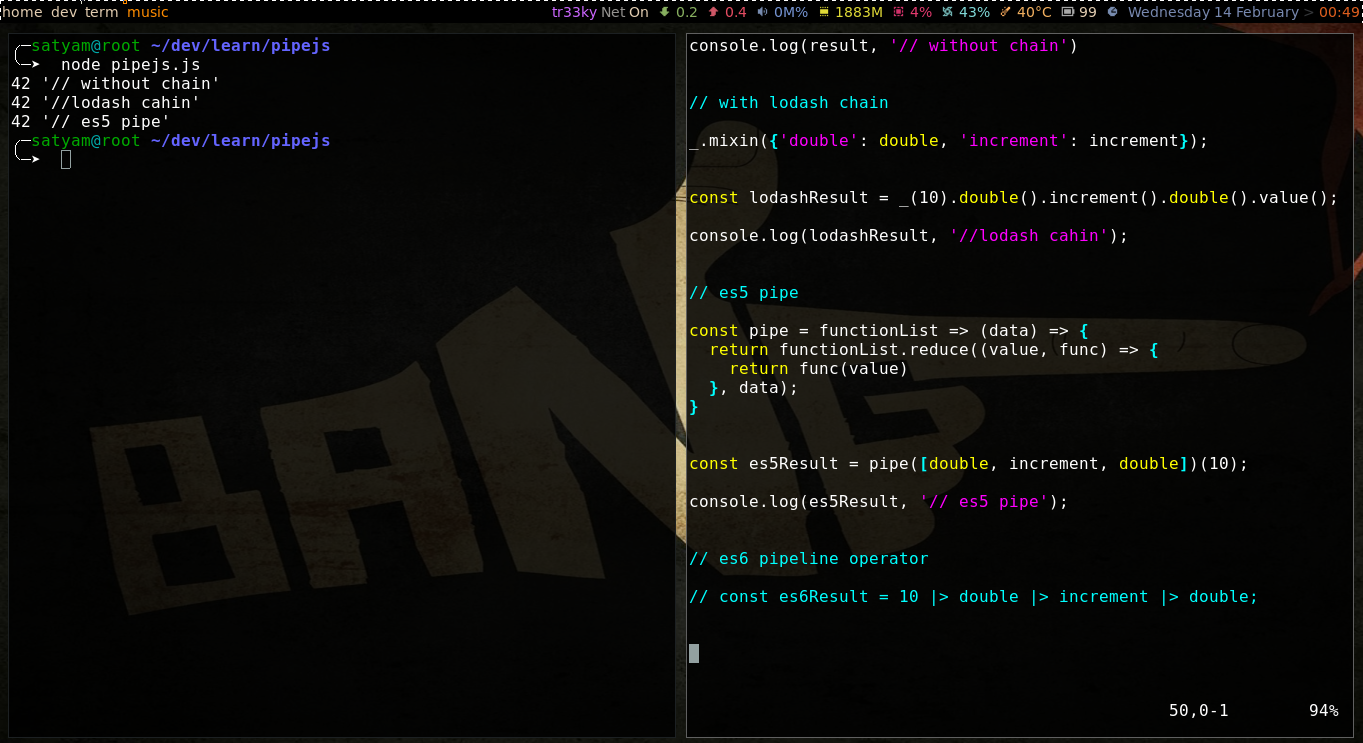 home dev term music tr33ky Net On 0.2 0.4 0M% 1883M 4% 43% 40°C 99 Wednesday 14 February > 00:49
satyam@root ~/dev/learn/pipejs
node pipejs.js
42 '// without chain'
42 '//lodash cahin'
42 '// es5 pipe'
satyam@root ~/dev/learn/pipejs
console.log(result, '// without chain')
// with lodash chain
_.mixin({'double': double, 'increment': increment});
const lodashResult = _(10).double().increment().double().value();
console.log(lodashResult, '//lodash cahin');
// es5 pipe
const pipe = functionList => (data) => {
  return functionList.reduce((value, func) => {
    return func(value)
  }, data);
}
const es5Result = pipe([double, increment, double])(10);
console.log(es5Result, '// es5 pipe');
// es6 pipeline operator
// const es6Result = 10 |> double |> increment |> double;
50,0-1 94%
BANG